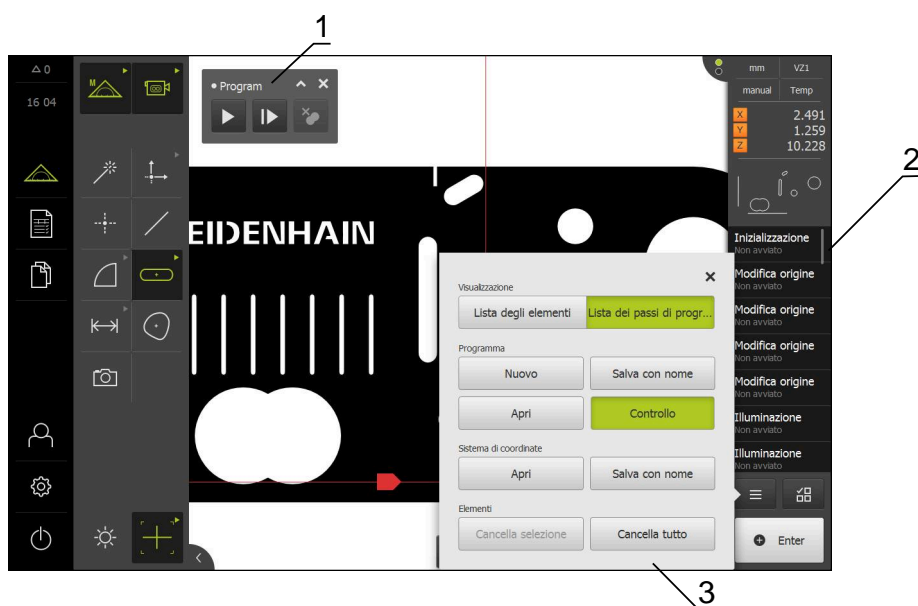 1
0
16 04
M
Program
mm VZ1
manual Temp
X 2.491
Y 1.259
Z 10.228
2
EIDENHAIN
Inizializzazione
Non avviato
Modifica origine
Non avviato
Modifica origine
Non avviato
Modifica origine
Non avviato
Modifica origine
Non avviato
Illuminazione
Non avviato
Illuminazione
Non avviato
Visualizzazione
Lista degli elementi Lista dei passi di progr...
Programma
Nuovo Salva con nome
Apri Controllo
Sistema di coordinate
Apri Salva con nome
Elementi
Cancella selezione Cancella tutto
Enter
3